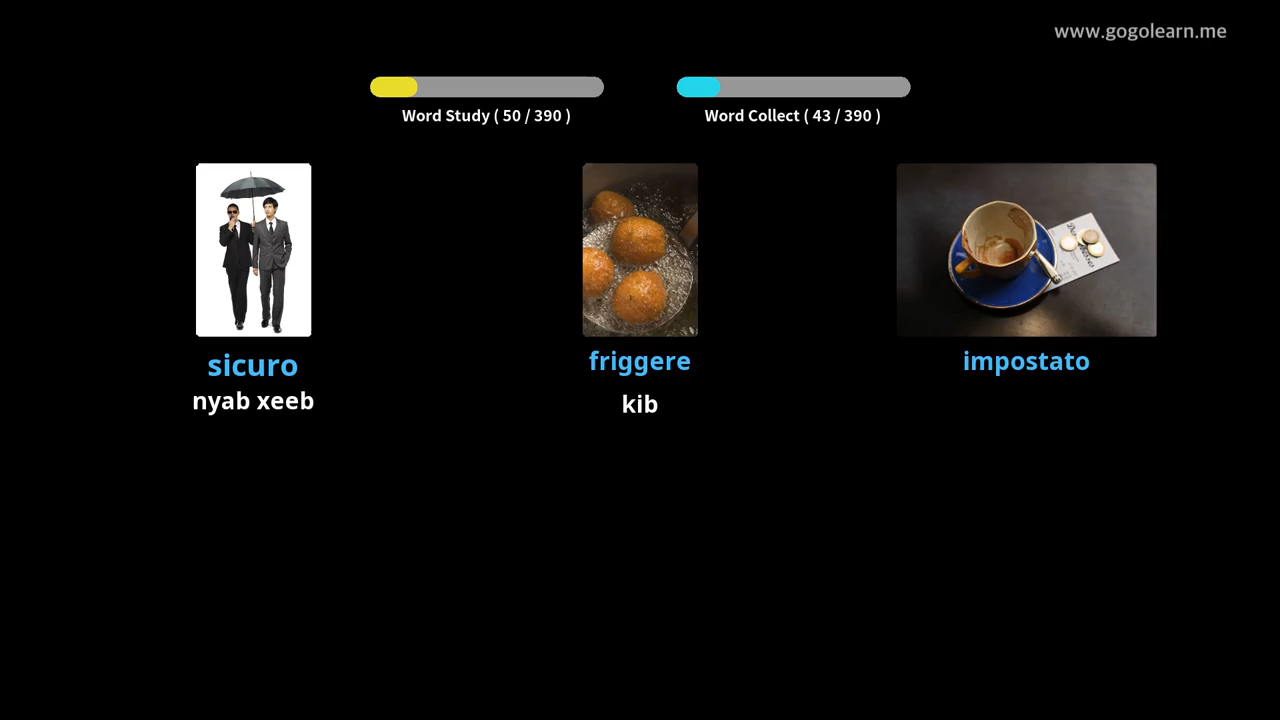 www.gogolearn.me
Word Study ( 50 / 390 )
Word Collect ( 43 / 390 )
sicuro
nyab xeeb
friggere
kib
impostato